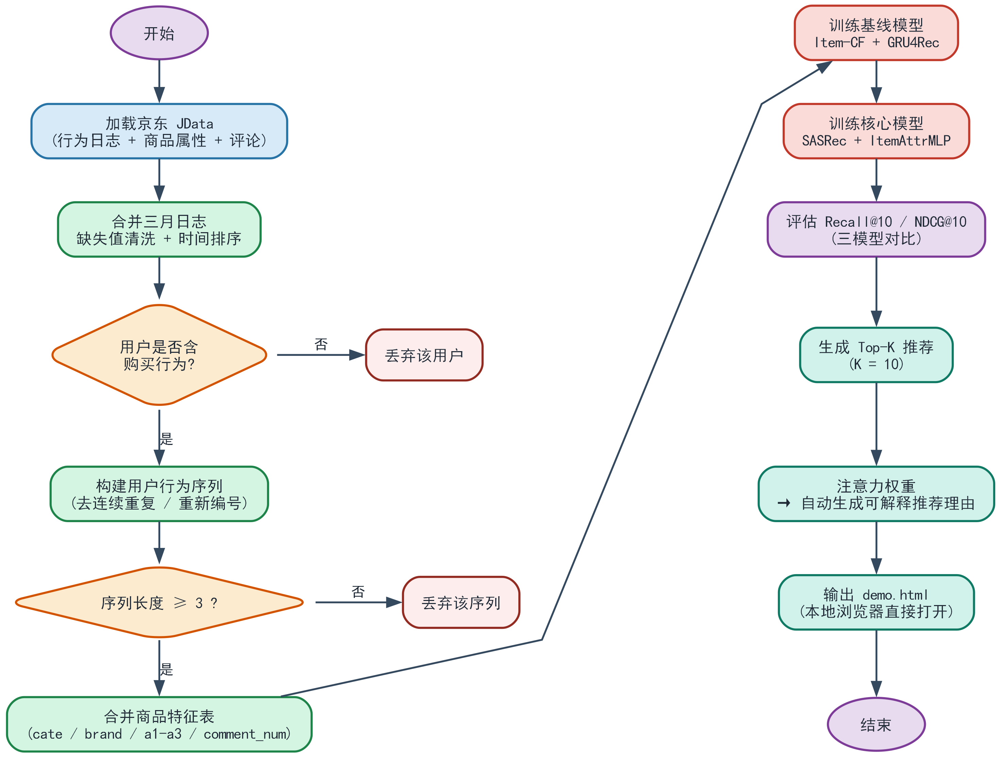 开始
加载京东 JData
(行为日志 + 商品属性 + 评论)
合并三月日志
缺失值清洗 + 时间排序
用户是否含
购买行为?
否
丢弃该用户
是
构建用户行为序列
(去连续重复 / 重新编号)
序列长度 ≥ 3 ?
否
丢弃该序列
是
合并商品特征表
(cate / brand / a1-a3 / comment_num)
训练基线模型
Item-CF + GRU4Rec
训练核心模型
SASRec + ItemAttrMLP
评估 Recall@10 / NDCG@10
(三模型对比)
生成 Top-K 推荐
(K = 10)
注意力权重
→ 自动生成可解释推荐理由
输出 demo.html
(本地浏览器直接打开)
结束